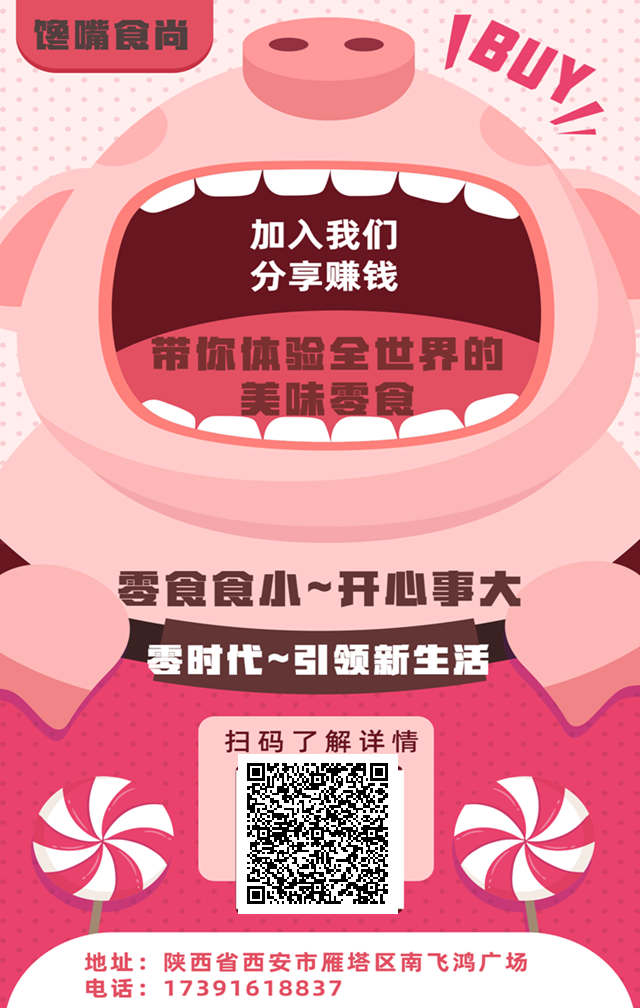 馋嘴食尚
BUY
加入我们
分享赚钱
带你体验全世界的
美味零食
零食食小~开心事大
零时代~引领新生活
扫码了解详情
地址：陕西省西安市雁塔区南飞鸿广场
电话：17391618837